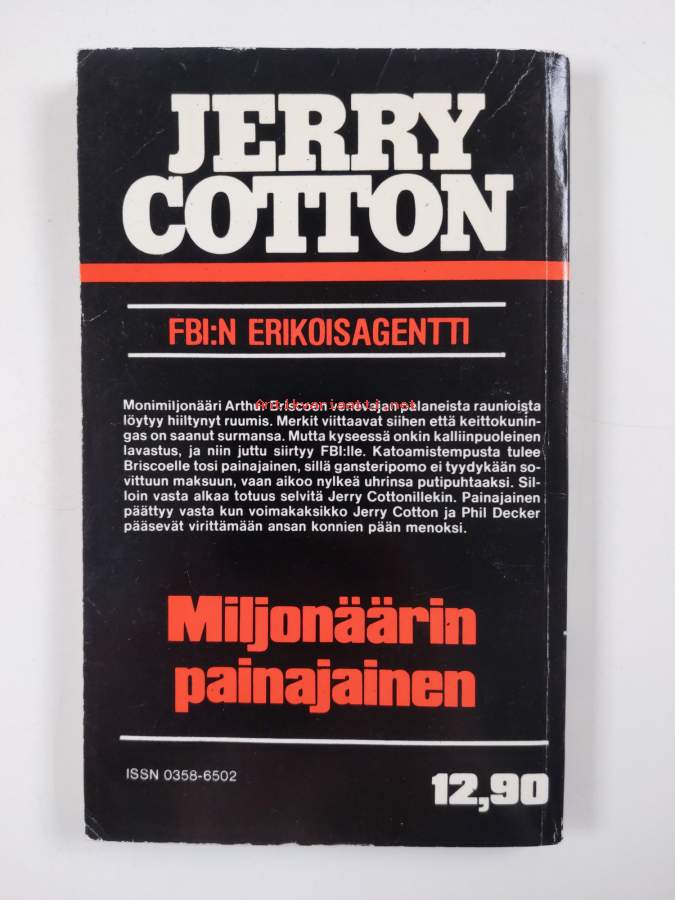 JERRY
COTTON
FBI:N ERIKOISAGENTTI
Monimiljonääri Arthur Briscoen venevajan palaneista raunioista
Antikvariaatti.net
löytyy hiiltynyt ruumis. Merkit viittaavat siihen että keittokunin-
gas on saanut surmansa. Mutta kyseessä onkin kalliinpuoleinen
lavastus, ja niin juttu siirtyy FBI:lle. Katoamistempusta tulee
Briscoelle tosi painajainen, sillä gansteripomo ei tyydykään so-
vittuun maksuun, vaan aikoo nylkeä uhrinsa putipuhtaaksi. Sil-
loin vasta alkaa totuus selvitä Jerry Cottonillekin. Painajainen
päättyy vasta kun voimakaksikko Jerry Cotton ja Phil Decker
pääsevät virittämään ansan konnien pään menoksi.
Miljonäärin
painajainen
ISSN 0358-6502
12,90